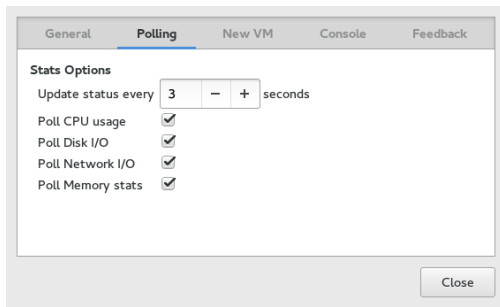 General Polling New VM Console Feedback
Stats Options
Update status every 3 − + seconds
Poll CPU usage
Poll Disk I/O
Poll Network I/O
Poll Memory stats
Close